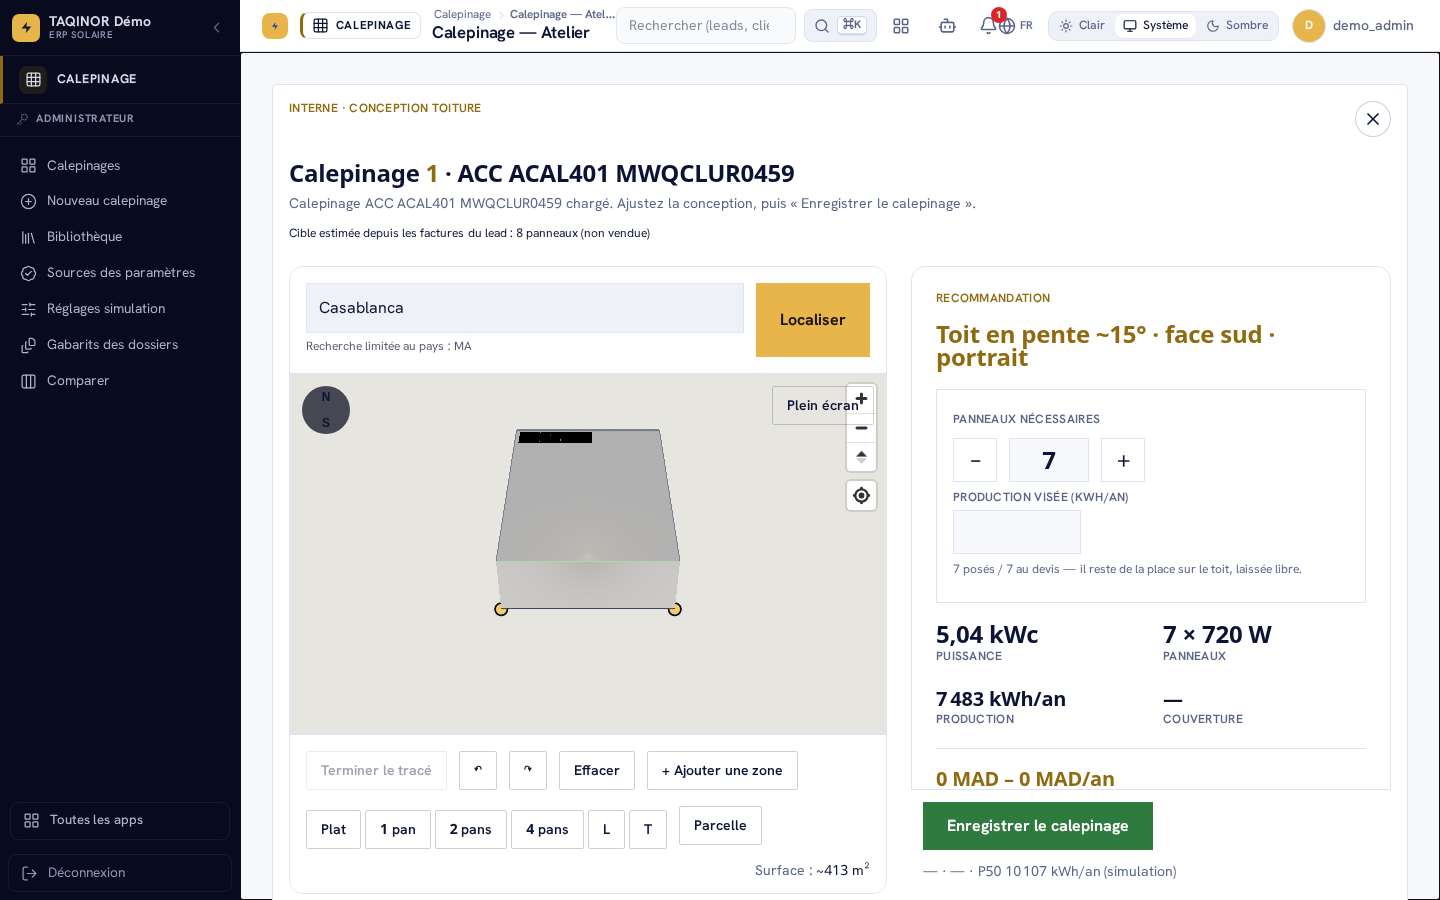 TAQINOR Démo
ERP SOLAIRE
CALEPINAGE
ADMINISTRATEUR
Calepinages
Nouveau calepinage
Bibliothèque
Sources des paramètres
Réglages simulation
Gabarits des dossiers
Comparer
Toutes les apps
Déconnexion
CALEPINAGE
Calepinage > Calepinage — Atel...
Calepinage — Atelier
Rechercher (leads, clie
⌘K
1
FR
Clair
Système
Sombre
D
demo_admin
INTERNE · CONCEPTION TOITURE
Calepinage 1 · ACC ACAL401 MWQCLUR0459
Calepinage ACC ACAL401 MWQCLUR0459 chargé. Ajustez la conception, puis « Enregistrer le calepinage ».
Cible estimée depuis les factures du lead : 8 panneaux (non vendue)
Casablanca
Localiser
Recherche limitée au pays : MA
N
S
Plein écran
Terminer le tracé
↶
↷
Effacer
+ Ajouter une zone
Plat
1 pan
2 pans
4 pans
L
T
Parcelle
Surface : ~413 m²
RECOMMANDATION
Toit en pente ~15° · face sud ·
portrait
PANNEAUX NÉCESSAIRES
−
7
+
PRODUCTION VISÉE (KWH/AN)
7 posés / 7 au devis — il reste de la place sur le toit, laissée libre.
5,04 kWc
PUISSANCE
7 × 720 W
PANNEAUX
7 483 kWh/an
PRODUCTION
—
COUVERTURE
0 MAD – 0 MAD/an
Enregistrer le calepinage
— · — · P50 10 107 kWh/an (simulation)